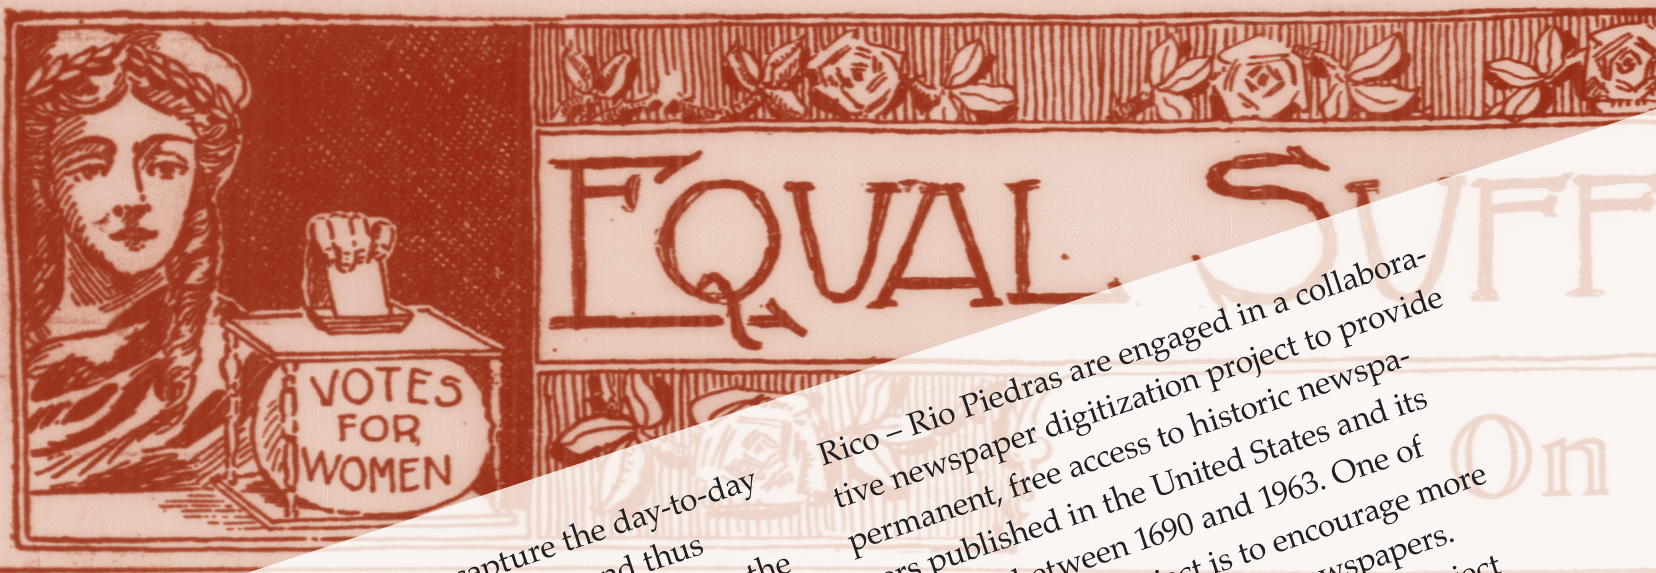 EQUAL SUFF
VOTES
FOR
WOMEN
On
capture the day-to-day
thus
the
Rico – Rio Piedras are engaged in a collabora-
tive newspaper digitization project to provide
permanent, free access to historic newspa-
published in the United States and its
between 1690 and 1963. One of
is to encourage more